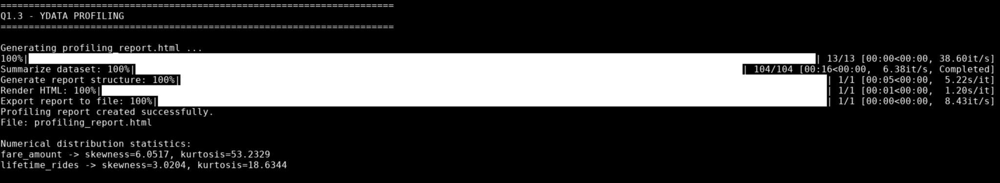 ======================================================================
Q1.3 - YDATA PROFILING
======================================================================
Generating profiling_report.html ...
100%| | 13/13 [00:00<00:00, 38.60it/s]
Summarize dataset: 100%| | 104/104 [00:16<00:00,  6.38it/s, Completed]
Generate report structure: 100%| | 1/1 [00:05<00:00,  5.22s/it]
Render HTML: 100%| | 1/1 [00:01<00:00,  1.20s/it]
Export report to file: 100%| | 1/1 [00:00<00:00,  8.43it/s]
Profiling report created successfully.
File: profiling_report.html
Numerical distribution statistics:
fare_amount -> skewness=6.0517, kurtosis=53.2329
lifetime_rides -> skewness=3.0204, kurtosis=18.6344